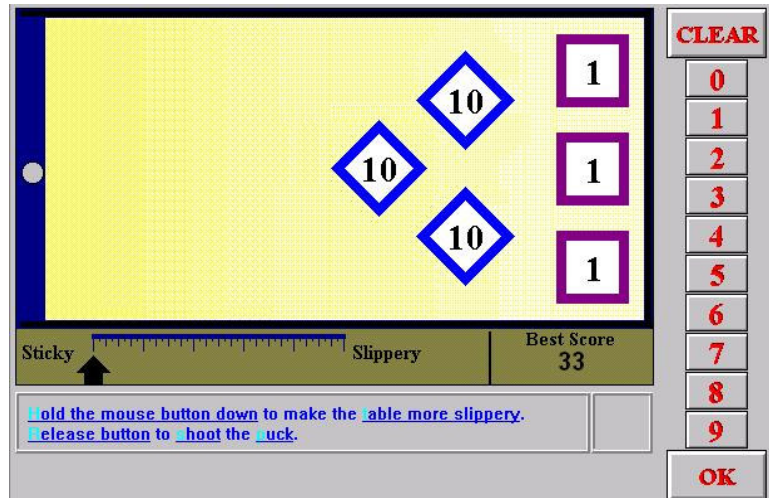 1
10
10
1
10
1
Sticky
Slippery
Best Score
33
Hold the mouse button down to make the table more slippery.
Release button to shoot the puck.
CLEAR
0
1
2
3
4
5
6
7
8
9
OK